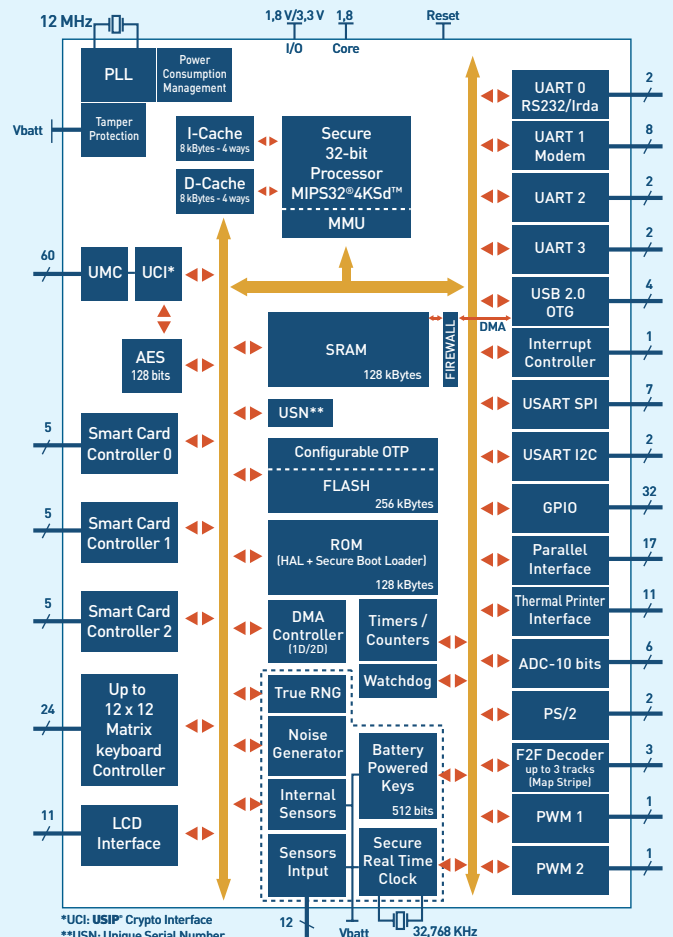 12 MHz
1,8 V/3,3 V
I/O
1,8
Core
Reset
PLL
Power
Consumption
Management
Tamper
Protection
Vbatt
I-Cache
8 kBytes - 4 ways
D-Cache
8 kBytes - 4 ways
Secure
32-bit
Processor
MIPS32®4KSd™
MMU
60
UMC
UCI*
AES
128 bits
SRAM
128 kBytes
FIREWALL
DMA
USN**
Configurable OTP
FLASH
256 kBytes
ROM
(HAL + Secure Boot Loader)
128 kBytes
5
Smart Card
Controller 0
5
Smart Card
Controller 1
5
Smart Card
Controller 2
24
Up to
12 x 12
Matrix
keyboard
Controller
11
LCD
Interface
DMA
Controller
(1D/2D)
Timers /
Counters
Watchdog
True RNG
Noise
Generator
Internal
Sensors
Sensors
Intput
Battery
Powered
Keys
512 bits
Secure
Real Time
Clock
UART 0
RS232/Irda
2
UART 1
Modem
8
UART 2
2
UART 3
2
USB 2.0
OTG
4
Interrupt
Controller
1
USART SPI
7
USART I2C
2
GPIO
32
Parallel
Interface
17
Thermal Printer
Interface
11
ADC-10 bits
6
PS/2
2
F2F Decoder
up to 3 tracks
(Map Stripe)
3
PWM 1
1
PWM 2
1
*UCI: USIP® Crypto Interface
**USN: Unique Serial Number
12
Vbatt
32,768 KHz